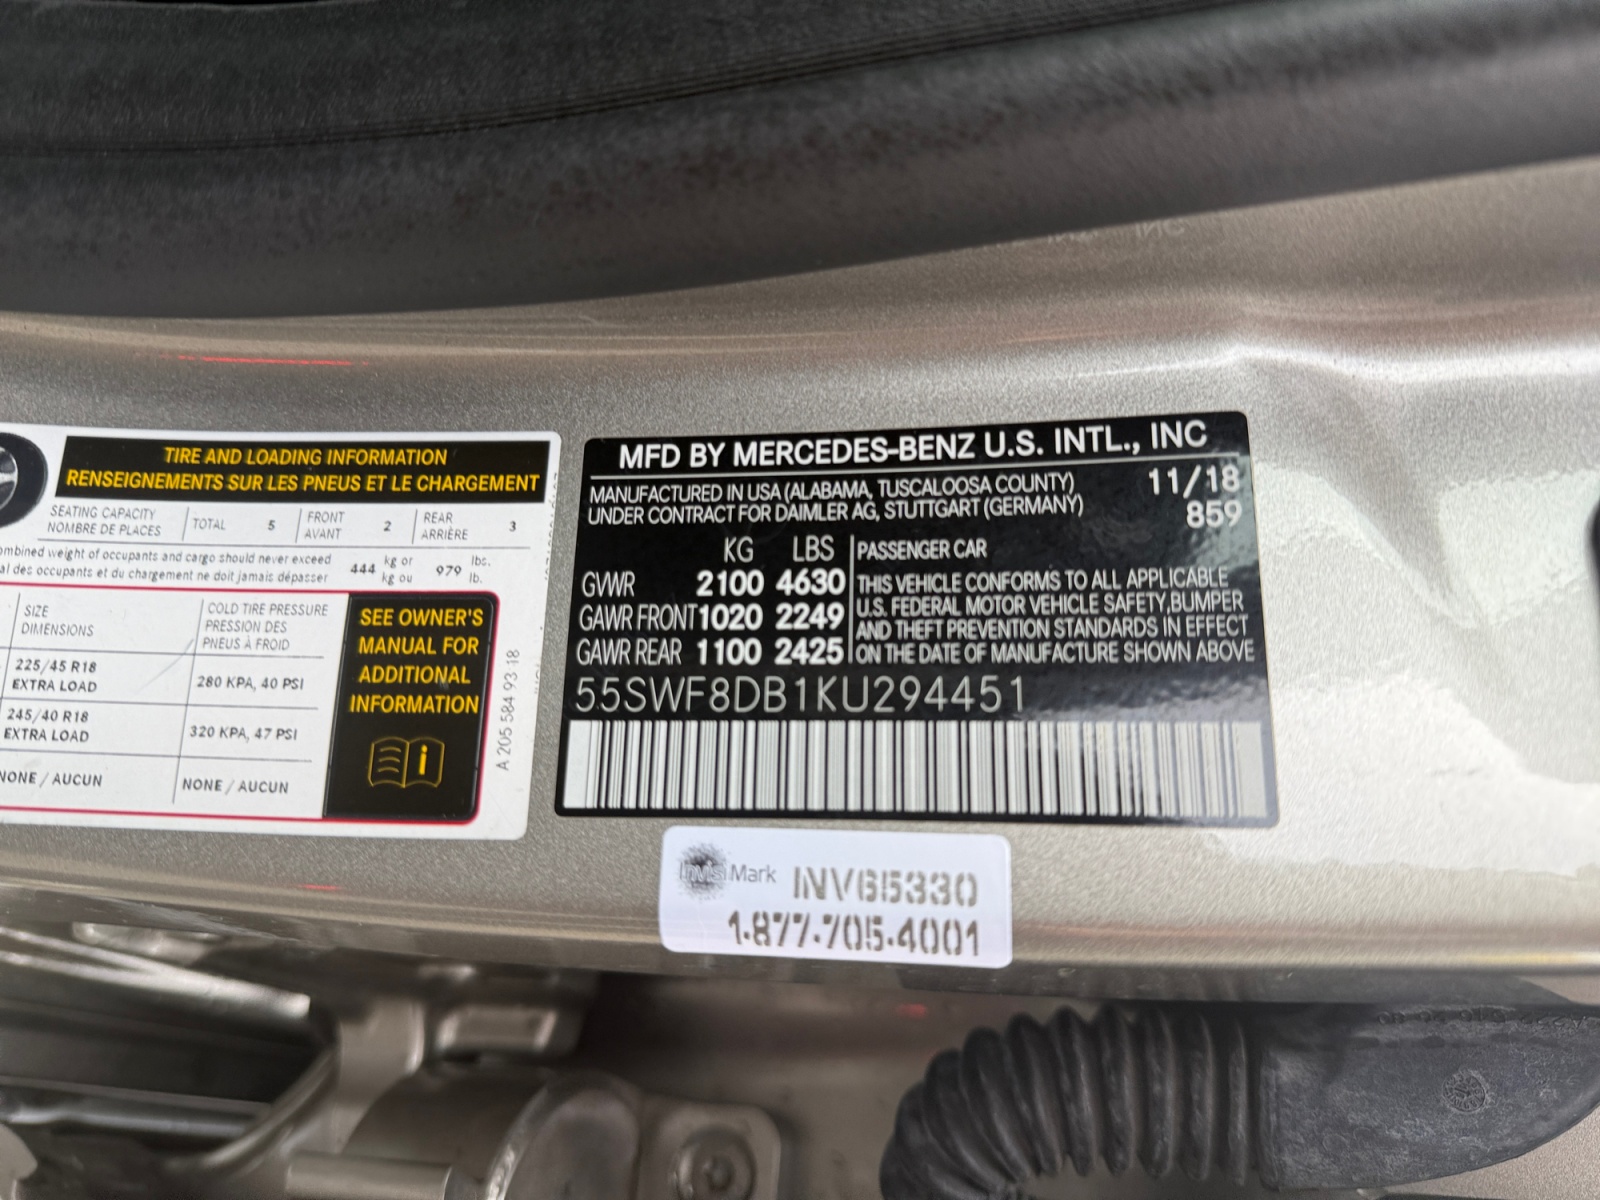 TIRE AND LOADING INFORMATION
RENSEIGNEMENTS SUR LES PNEUS ET LE CHARGEMENT
SEATING CAPACITY
NOMBRE DE PLACES
TOTAL 5
FRONT
AVANT
2
REAR
ARRIÈRE
3
ombined weight of occupants and cargo should never exceed
al des occupants et du chargement ne doit jamais dépasser
444 kg or
kg ou
979 lbs.
lb.
SIZE
DIMENSIONS
COLD TIRE PRESSURE
PRESSION DES
PNEUS À FROID
225/45 R18
EXTRA LOAD
280 KPA, 40 PSI
245/40 R18
EXTRA LOAD
320 KPA, 47 PSI
NONE / AUCUN
NONE / AUCUN
SEE OWNER'S
MANUAL FOR
ADDITIONAL
INFORMATION
i
A 205 584 93 18
MFD BY MERCEDES-BENZ U.S. INTL., INC
MANUFACTURED IN USA (ALABAMA, TUSCALOOSA COUNTY)
UNDER CONTRACT FOR DAIMLER AG, STUTTGART (GERMANY)
11/18
859
KG LBS
GVWR 2100 4630
GAWR FRONT 1020 2249
GAWR REAR 1100 2425
PASSENGER CAR
THIS VEHICLE CONFORMS TO ALL APPLICABLE
U.S. FEDERAL MOTOR VEHICLE SAFETY,BUMPER
AND THEFT PREVENTION STANDARDS IN EFFECT
ON THE DATE OF MANUFACTURE SHOWN ABOVE
55SWF8DB1KU294451
InvisiMark INV65330
1-877-705-4001